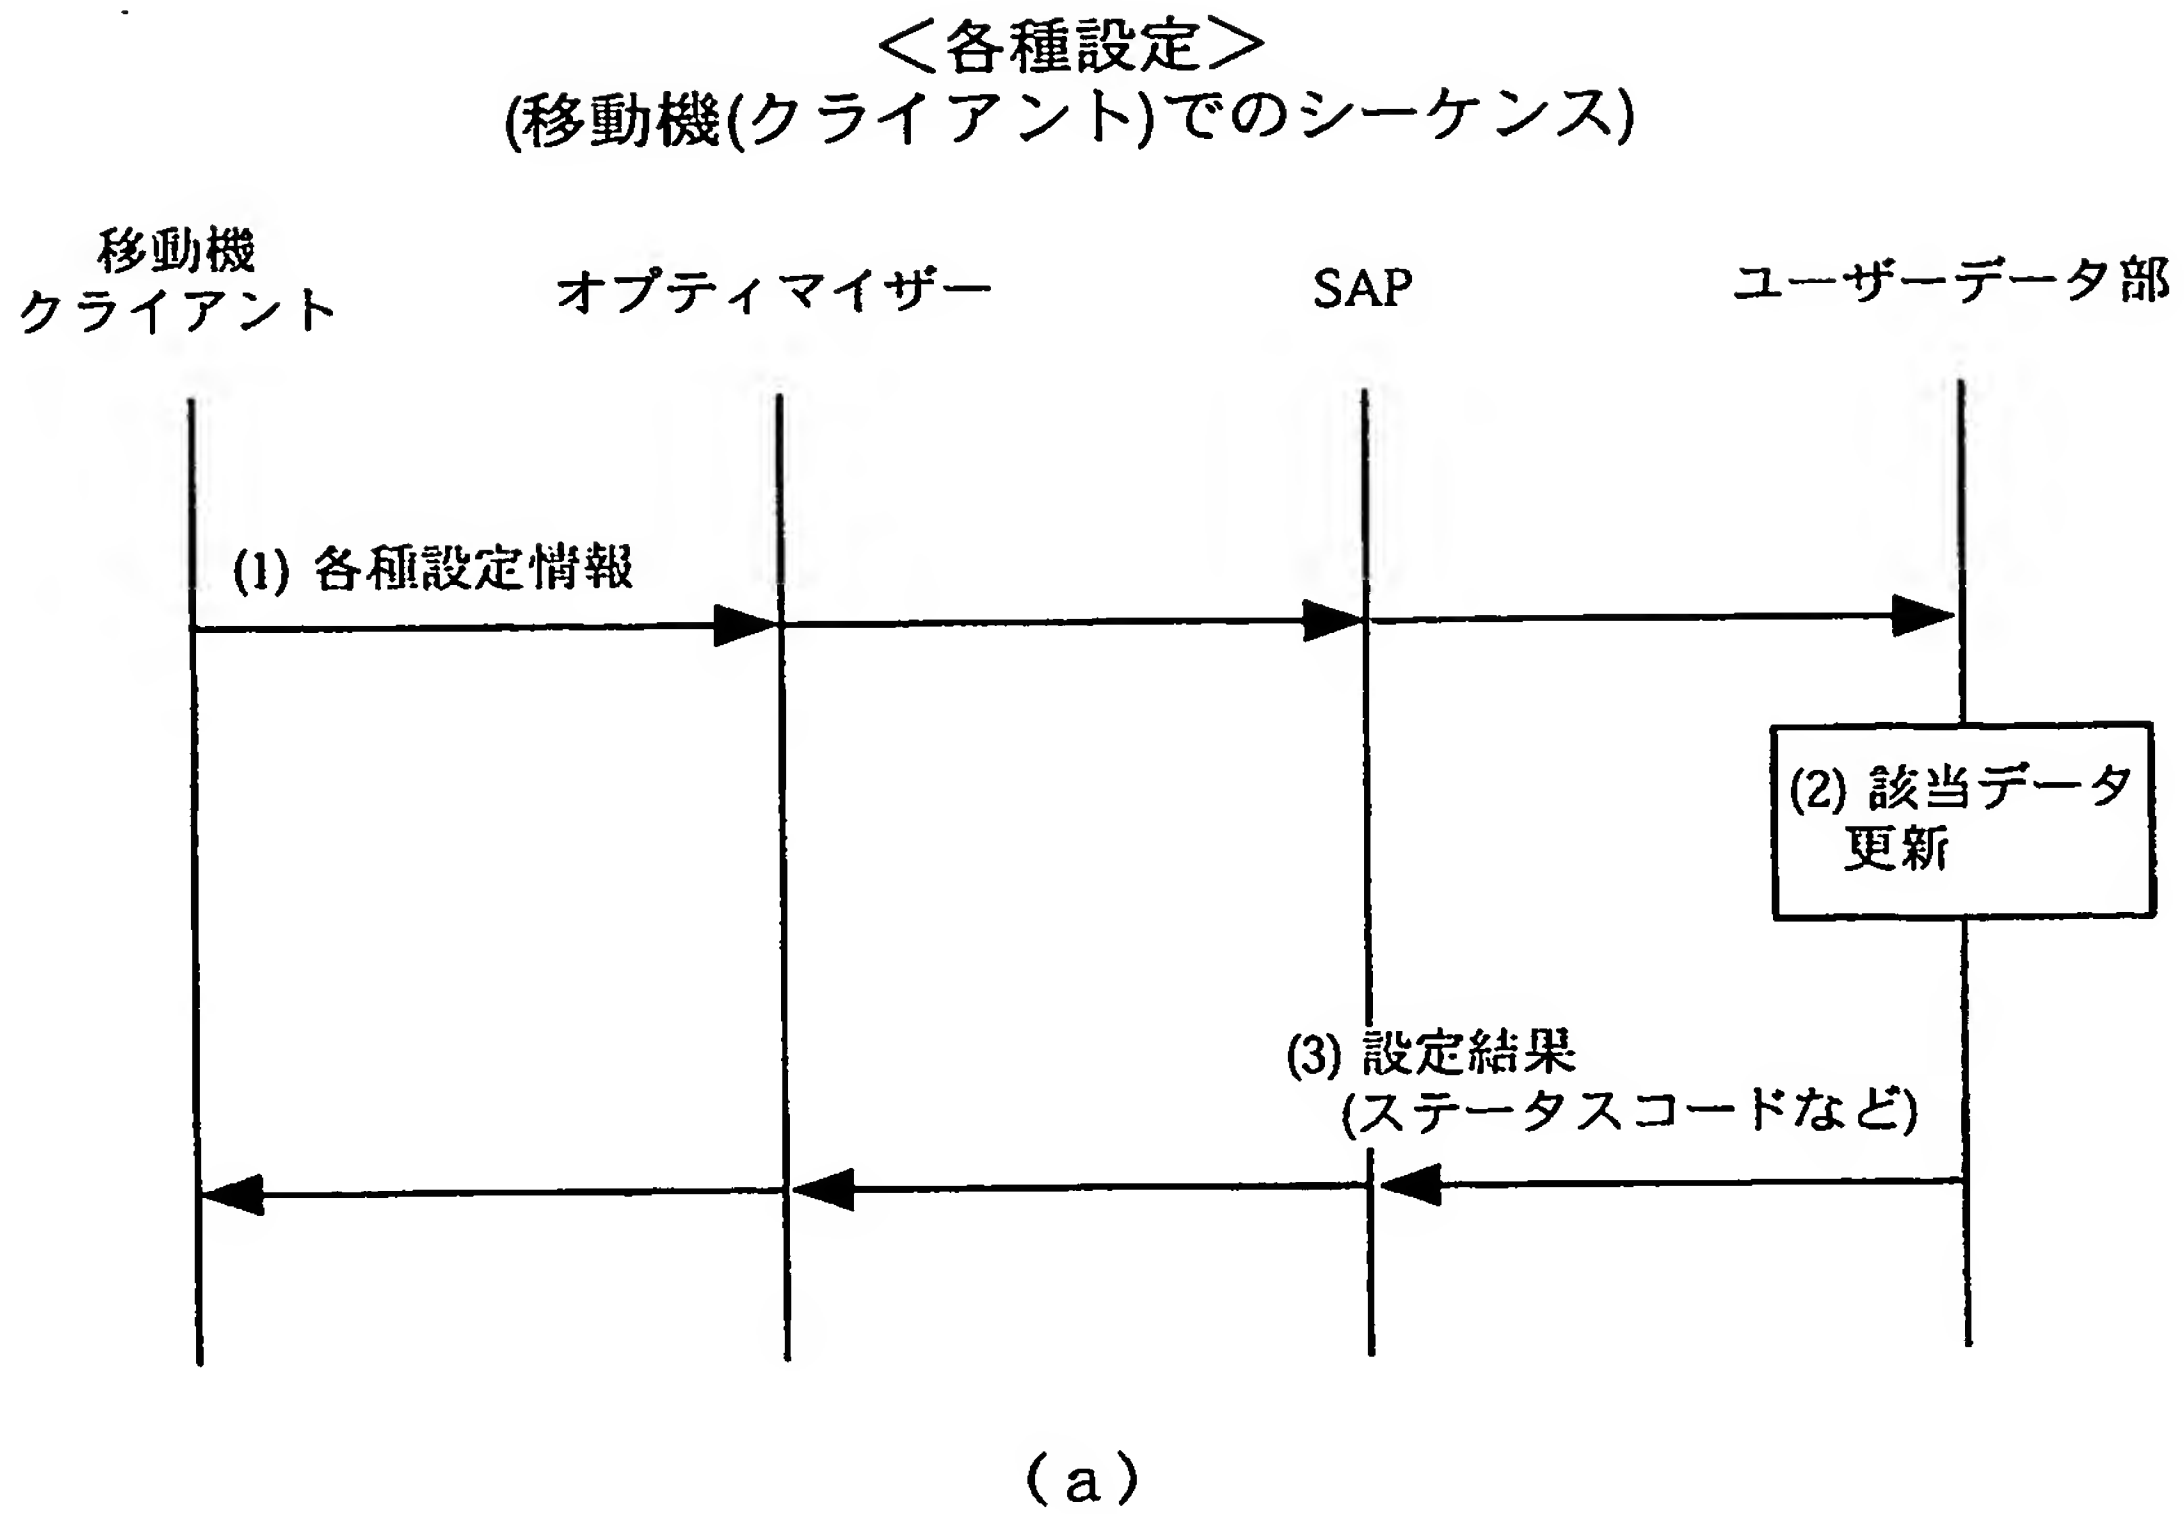 ＜各種設定＞
(移動機(クライアント)でのシーケンス)
移動機
クライアント
オプティマイザー
SAP
ユーザーデータ部
(1) 各種設定情報
(2) 該当データ
更新
(3) 設定結果
(ステータスコードなど)
(a)